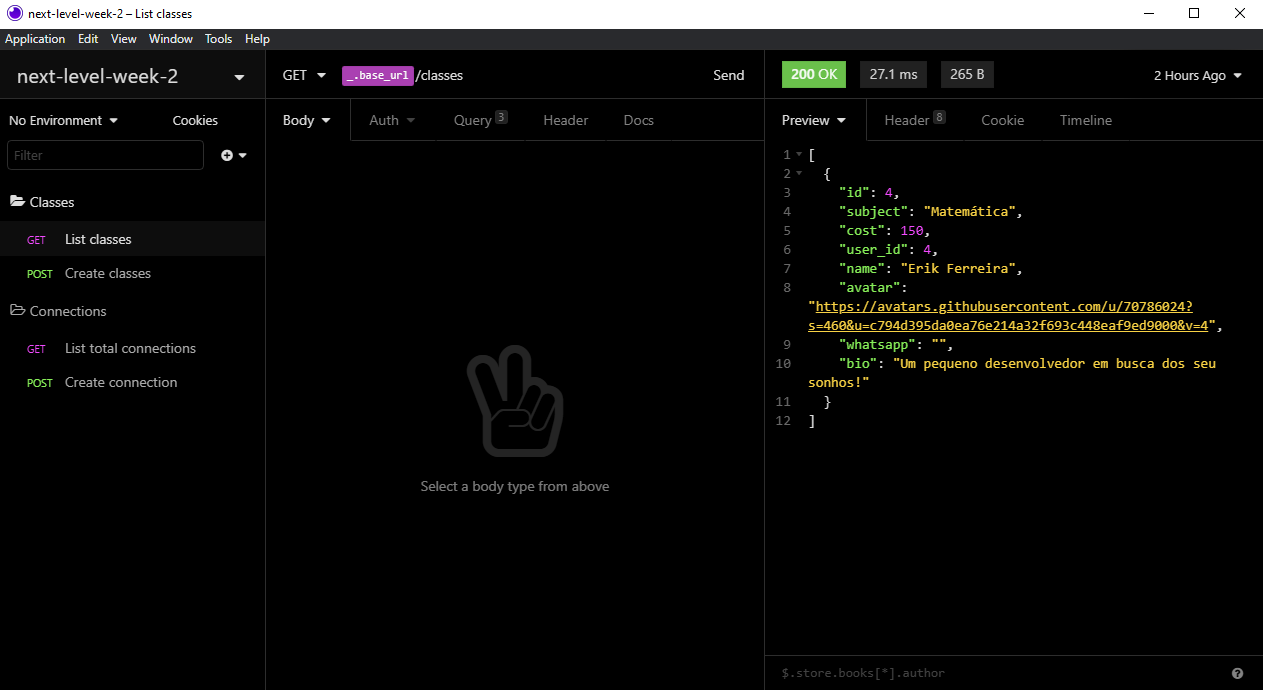 next-level-week-2 – List classes
Application Edit View Window Tools Help
next-level-week-2
GET _.base_url /classes Send
200 OK 27.1 ms 265 B 2 Hours Ago
No Environment Cookies
Body Auth Query 3 Header Docs
Preview Header 8 Cookie Timeline
Filter
Classes
GET List classes
POST Create classes
Connections
GET List total connections
POST Create connection
Select a body type from above
1 [
2 {
3 "id": 4,
4 "subject": "Matemática",
5 "cost": 150,
6 "user_id": 4,
7 "name": "Erik Ferreira",
8 "avatar":
"https://avatars.githubusercontent.com/u/70786024?
s=460&u=c794d395da0ea76e214a32f693c448eaf9ed9000&v=4",
9 "whatsapp": "",
10 "bio": "Um pequeno desenvolvedor em busca dos seu
sonhos!"
11 }
12 ]
$.store.books[*].author